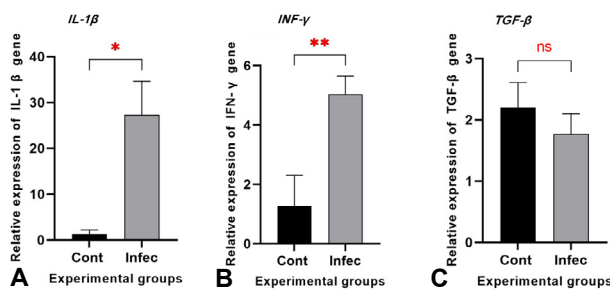 IL-1β
*
Relative expression of IL-1 β gene
40
30
20
10
0
Cont Infec
Experimental groups
A
INF-γ
**
Relative expression of IFN- γ gene
6
4
2
0
Cont Infec
Experimental groups
B
TGF-β
ns
Relative expression of TGF-β gene
3
2
1
0
Cont Infec
Experimental groups
C